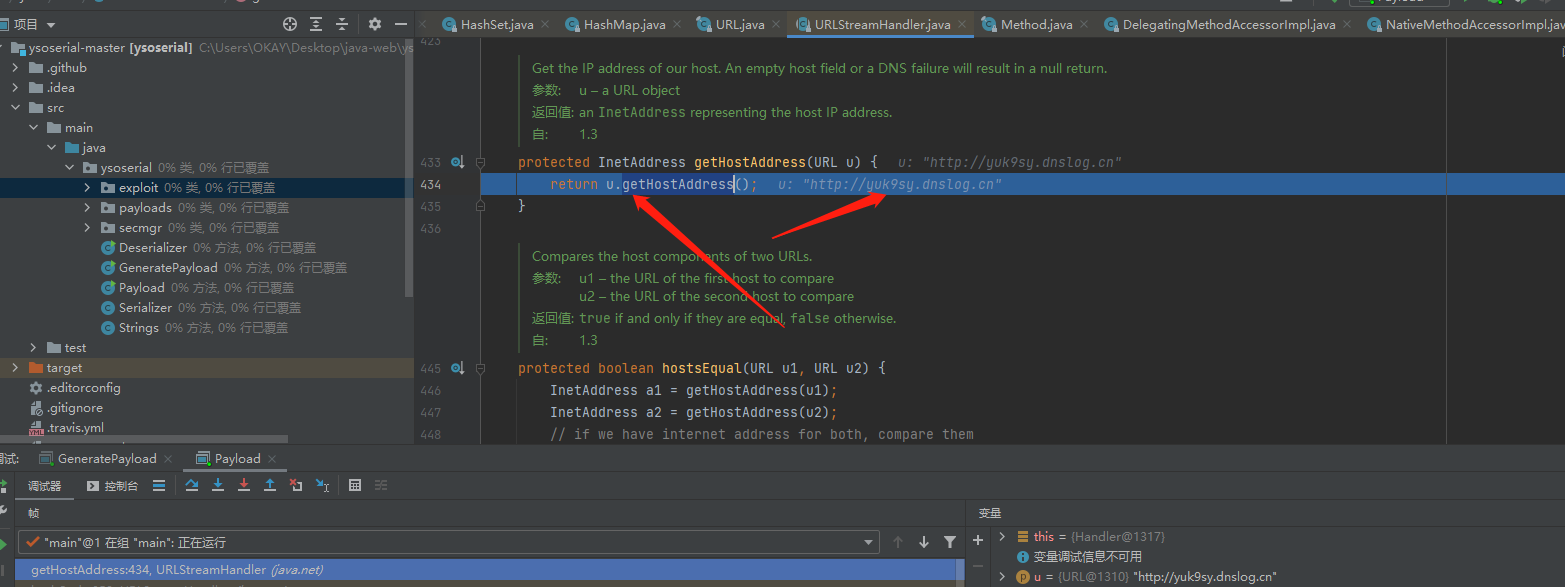 项目
HashSet.java
HashMap.java
URL.java
URLStreamHandler.java
Method.java
DelegatingMethodAccessorImpl.java
NativeMethodAccessorImpl.jav
ysoserial-master [ysoserial] C:\Users\OKAY\Desktop\java-web\ys
.github
.idea
src
main
java
ysoserial 0% 类, 0% 行已覆盖
exploit 0% 类, 0% 行已覆盖
payloads 0% 类, 0% 行已覆盖
secmgr 0% 类, 0% 行已覆盖
Deserializer 0% 方法, 0% 行已覆盖
GeneratePayload 0% 方法, 0% 行已覆盖
Payload 0% 方法, 0% 行已覆盖
Serializer 0% 方法, 0% 行已覆盖
Strings 0% 方法, 0% 行已覆盖
test
target
.editorconfig
.gitignore
.travis.yml
423
Get the IP address of our host. An empty host field or a DNS failure will result in a null return.
参数: u – a URL object
返回值: an InetAddress representing the host IP address.
自: 1.3
433 protected InetAddress getHostAddress(URL u) { u: "http://yuk9sy.dnslog.cn"
434 return u.getHostAddress(); u: "http://yuk9sy.dnslog.cn"
435 }
436
Compares the host components of two URLs.
参数: u1 – the URL of the first host to compare
u2 – the URL of the second host to compare
返回值: true if and only if they are equal, false otherwise.
自: 1.3
445 protected boolean hostsEqual(URL u1, URL u2) {
446 InetAddress a1 = getHostAddress(u1);
447 InetAddress a2 = getHostAddress(u2);
448 // if we have internet address for both, compare them
调试: GeneratePayload Payload
调试器 控制台
帧
"main"@1 在组 "main": 正在运行
getHostAddress:434, URLStreamHandler (java.net)
变量
this = {Handler@1317}
变量调试信息不可用
u = {URL@1310} "http://yuk9sy.dnslog.cn"